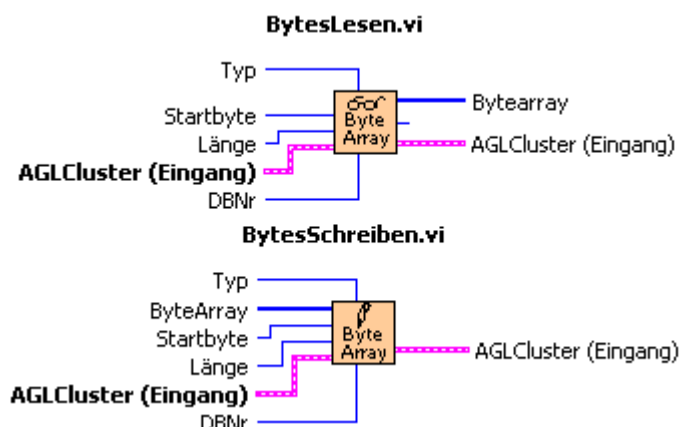 BytesLesen.vi
Typ
Startbyte
Länge
AGLCluster (Eingang)
DBNr
Byte
Array
Bytearray
AGLCluster (Eingang)
BytesSchreiben.vi
Typ
ByteArray
Startbyte
Länge
AGLCluster (Eingang)
DBNr
Byte
Array
AGLCluster (Eingang)